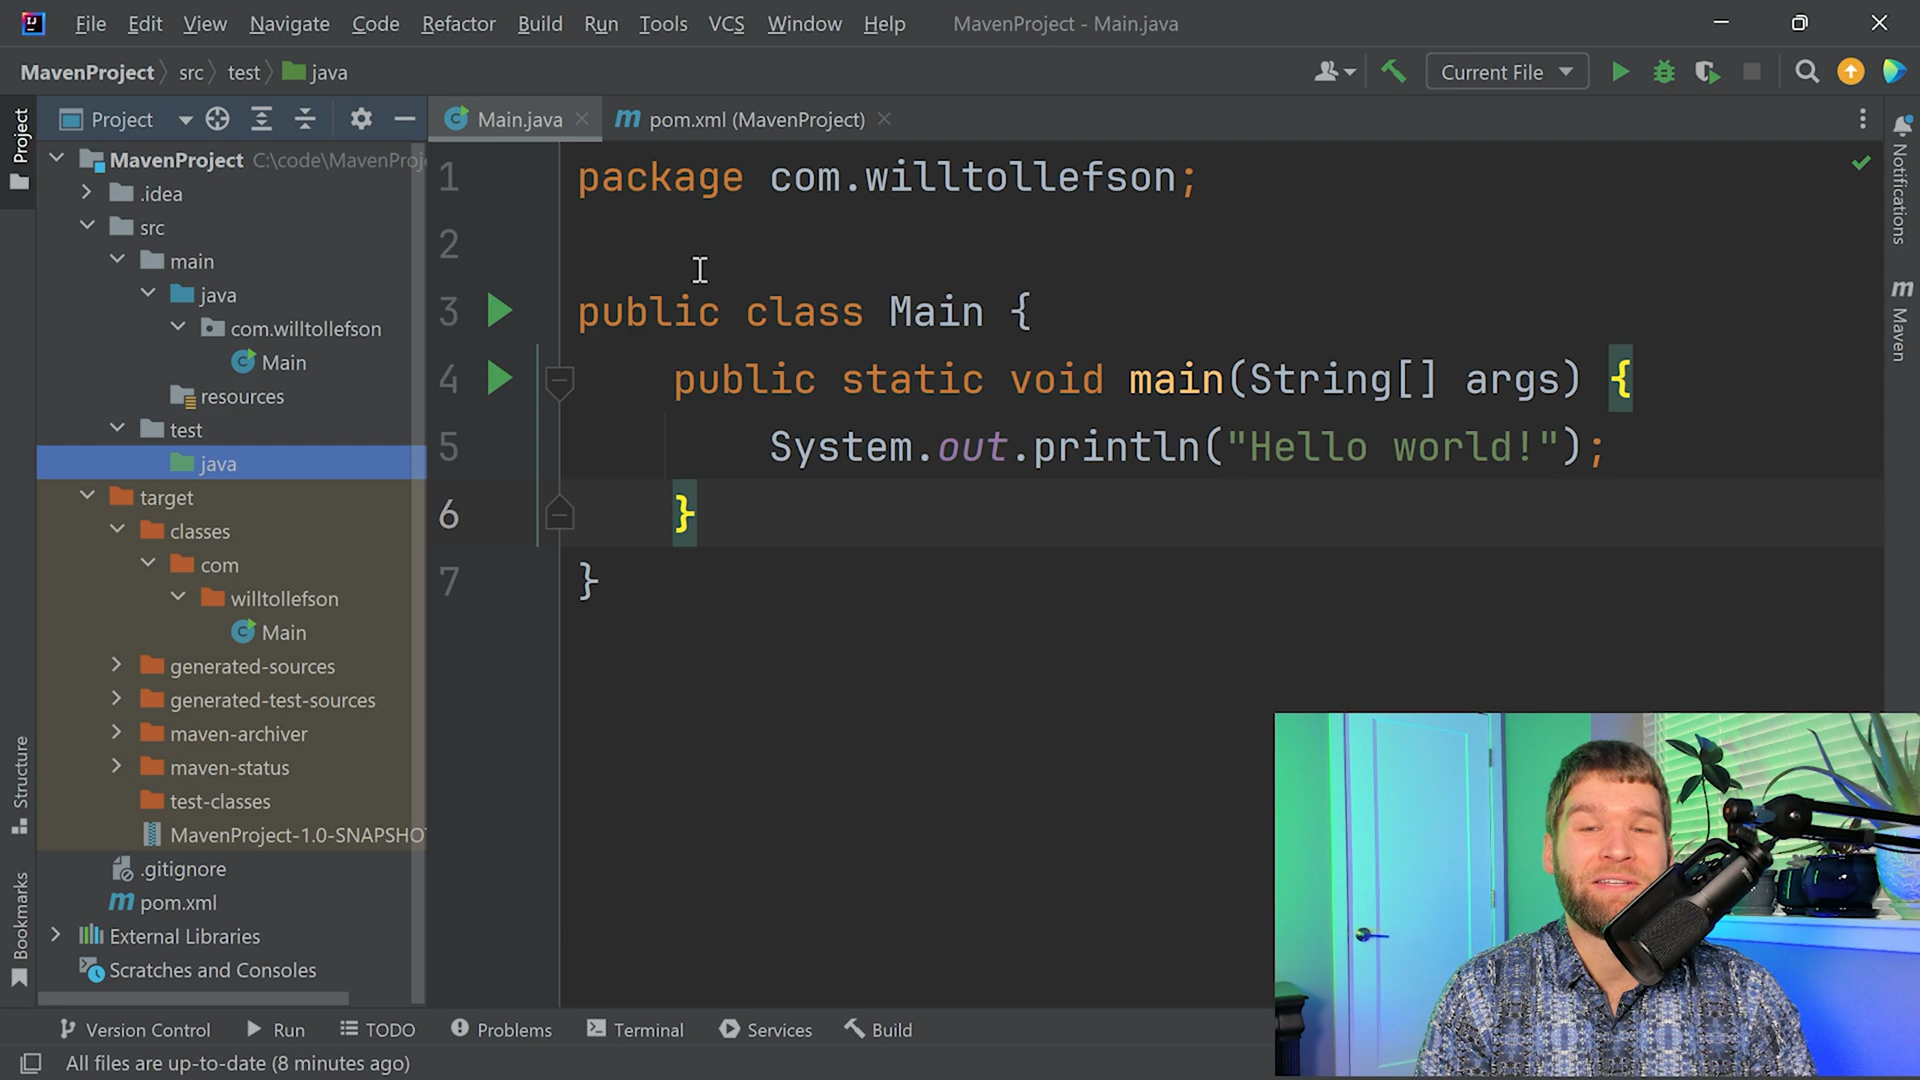 File Edit View Navigate Code Refactor Build Run Tools VCS Window Help MavenProject - Main.java
MavenProject src test java
Current File
Project
Project
Main.java
pom.xml (MavenProject)
MavenProject C:\code\MavenProj
.idea
src
main
java
com.willtollefson
Main
resources
test
java
target
classes
com
willtollefson
Main
generated-sources
generated-test-sources
maven-archiver
maven-status
test-classes
MavenProject-1.0-SNAPSHO
.gitignore
pom.xml
External Libraries
Scratches and Consoles
Structure
Bookmarks
1 package com.willtollefson;
2
3 public class Main {
4 public static void main(String[] args) {
5 System.out.println("Hello world!");
6 }
7 }
Notifications
Maven
Version Control Run TODO Problems Terminal Services Build
All files are up-to-date (8 minutes ago)